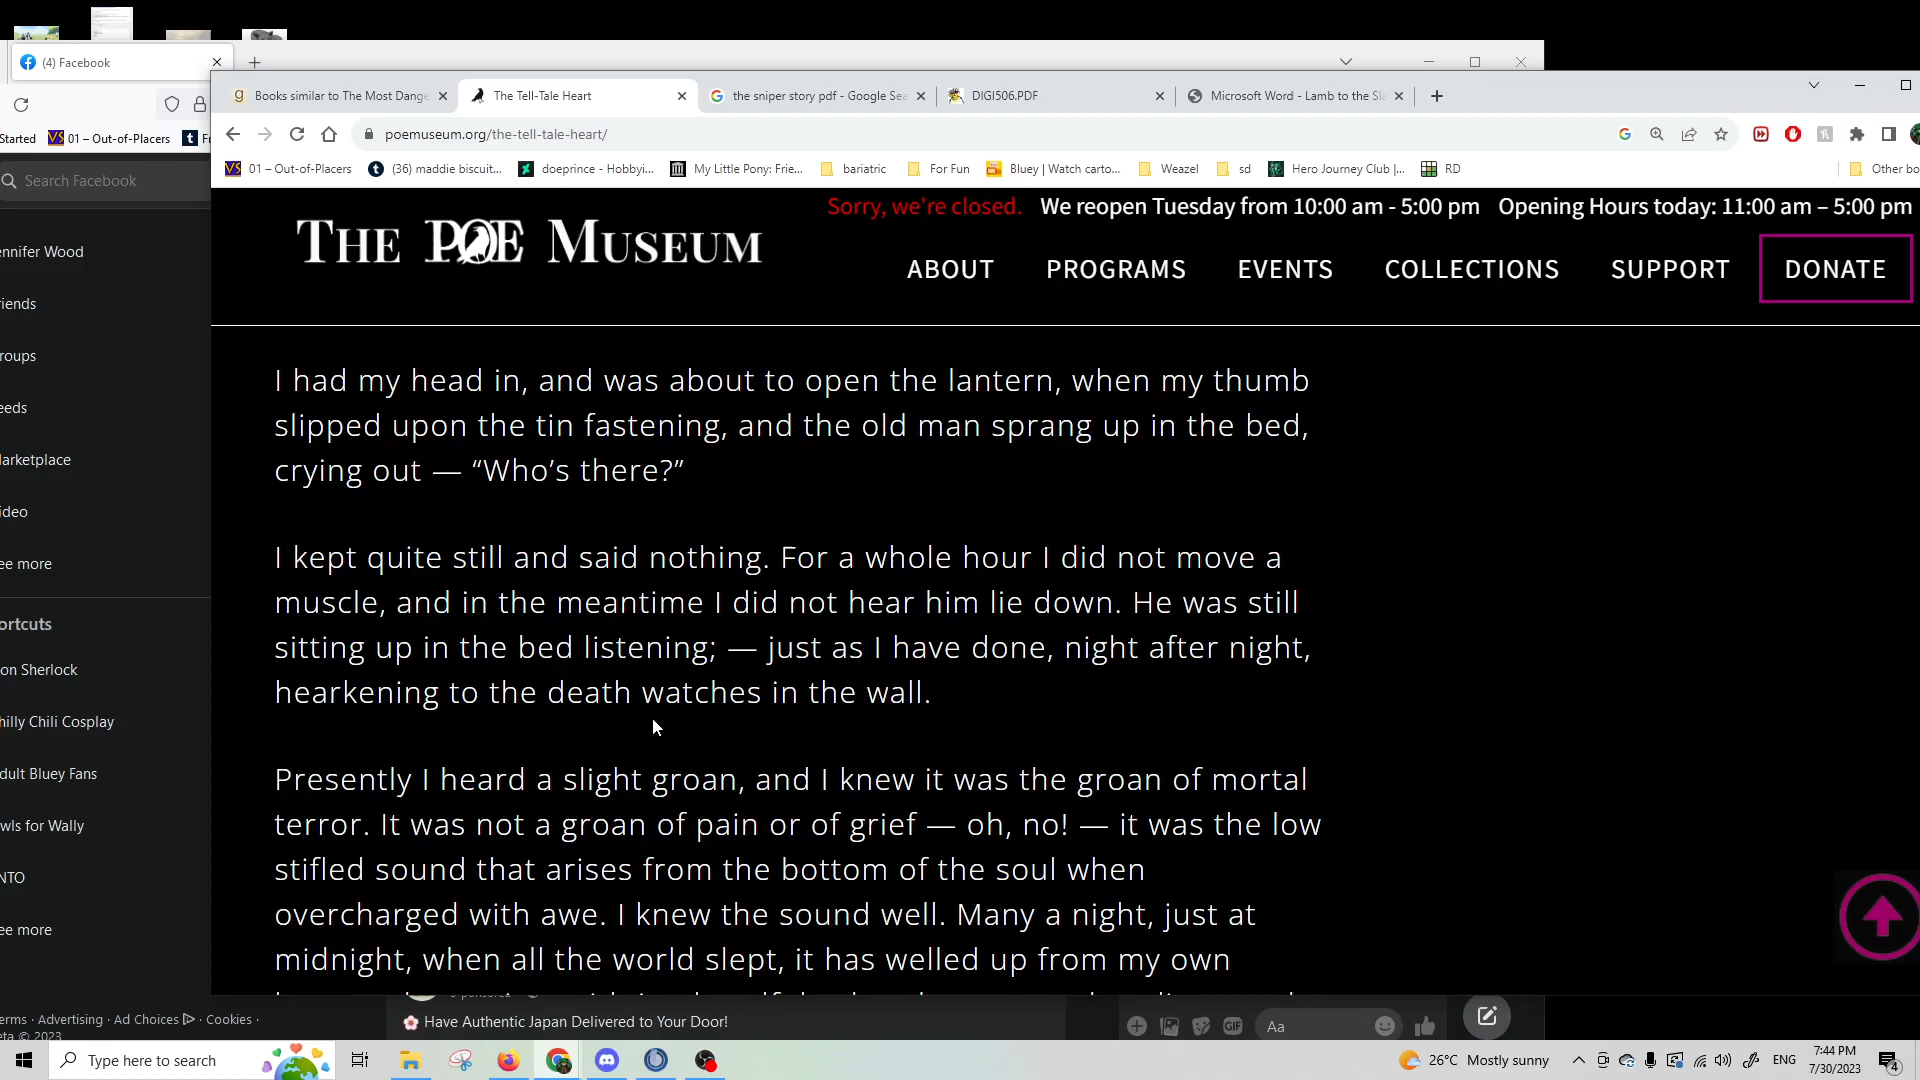 (4) Facebook
Books similar to The Most Dange
The Tell-Tale Heart
the sniper story pdf - Google Sea
DIGI506.PDF
Microsoft Word - Lamb to the Sla
poemuseum.org/the-tell-tale-heart/
Started
01 – Out-of-Placers
01 – Out-of-Placers
(36) maddie biscuit...
doeprince - Hobbyi...
My Little Pony: Frie...
bariatric
For Fun
Bluey | Watch carto...
Weazel
sd
Hero Journey Club |...
RD
Other bo
Search Facebook
ennifer Wood
riends
roups
eeds
arketplace
ideo
ee more
ortcuts
on Sherlock
hilly Chili Cosplay
dult Bluey Fans
wls for Wally
NTO
ee more
erms · Advertising · Ad Choices · Cookies ·
eta © 2023
Sorry, we're closed. We reopen Tuesday from 10:00 am - 5:00 pm Opening Hours today: 11:00 am – 5:00 pm
THE POE MUSEUM
ABOUT PROGRAMS EVENTS COLLECTIONS SUPPORT DONATE
I had my head in, and was about to open the lantern, when my thumb
slipped upon the tin fastening, and the old man sprang up in the bed,
crying out — “Who’s there?”
I kept quite still and said nothing. For a whole hour I did not move a
muscle, and in the meantime I did not hear him lie down. He was still
sitting up in the bed listening; — just as I have done, night after night,
hearkening to the death watches in the wall.
Presently I heard a slight groan, and I knew it was the groan of mortal
terror. It was not a groan of pain or of grief — oh, no! — it was the low
stifled sound that arises from the bottom of the soul when
overcharged with awe. I knew the sound well. Many a night, just at
midnight, when all the world slept, it has welled up from my own
Have Authentic Japan Delivered to Your Door!
GIF
Aa
Type here to search
26°C Mostly sunny
ENG
7:44 PM
7/30/2023
4